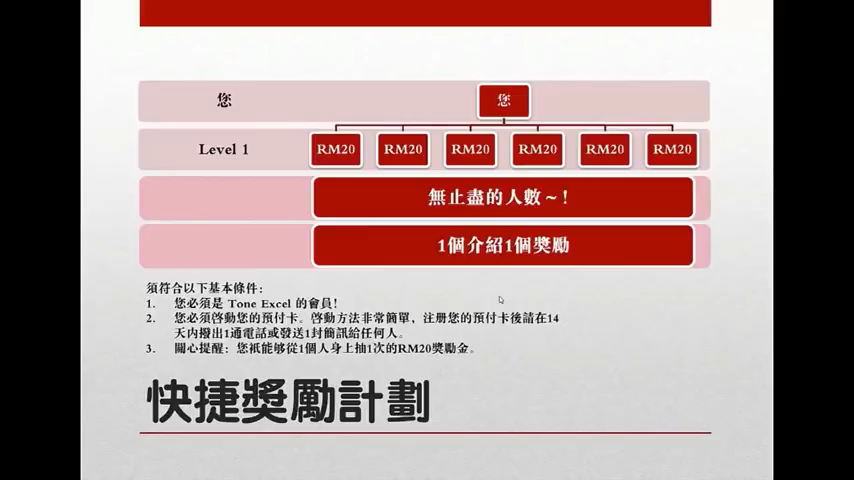 您
您
Level 1
RM20 RM20 RM20 RM20 RM20 RM20
無止盡的人數～!
1個介紹1個獎勵
須符合以下基本條件：
1. 您必須是 Tone Excel 的會員!
2. 您必須啓動您的預付卡。啓動方法非常簡單，注册您的預付卡後請在14
天内撥出1通電話或發送1封簡訊給任何人。
3. 關心提醒：您衹能够從1個人身上抽1次的RM20獎勵金。
快捷獎勵計劃